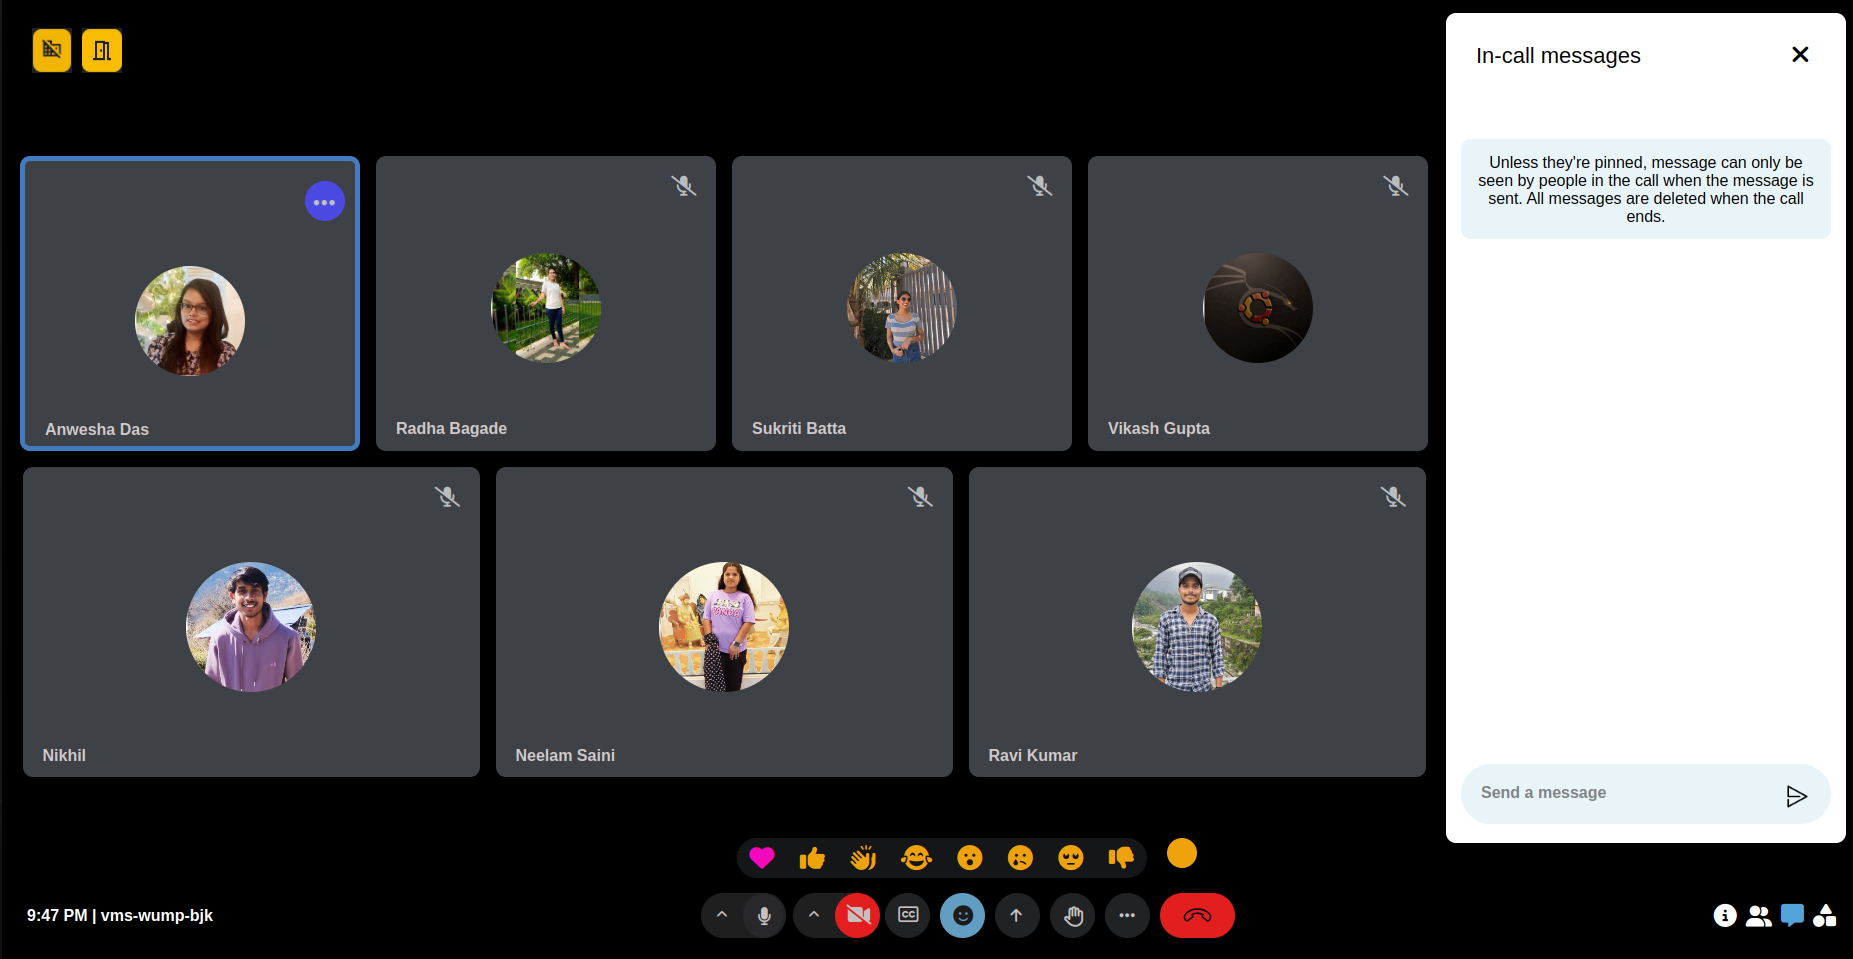 In-call messages
Unless they're pinned, message can only be
seen by people in the call when the message is
sent. All messages are deleted when the call
ends.
Anwesha Das
Radha Bagade
Sukriti Batta
Vikash Gupta
Nikhil
Neelam Saini
Ravi Kumar
Send a message
9:47 PM | vms-wump-bjk
CC